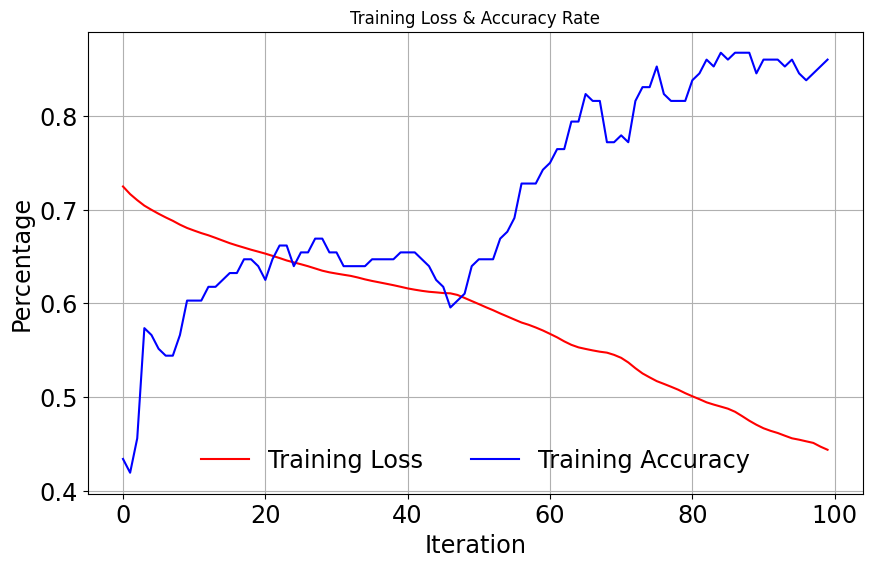 Training Loss & Accuracy Rate
0.8
0.7
0.6
0.5
0.4
Percentage
Training Loss
Training Accuracy
0
20
40
60
80
100
Iteration